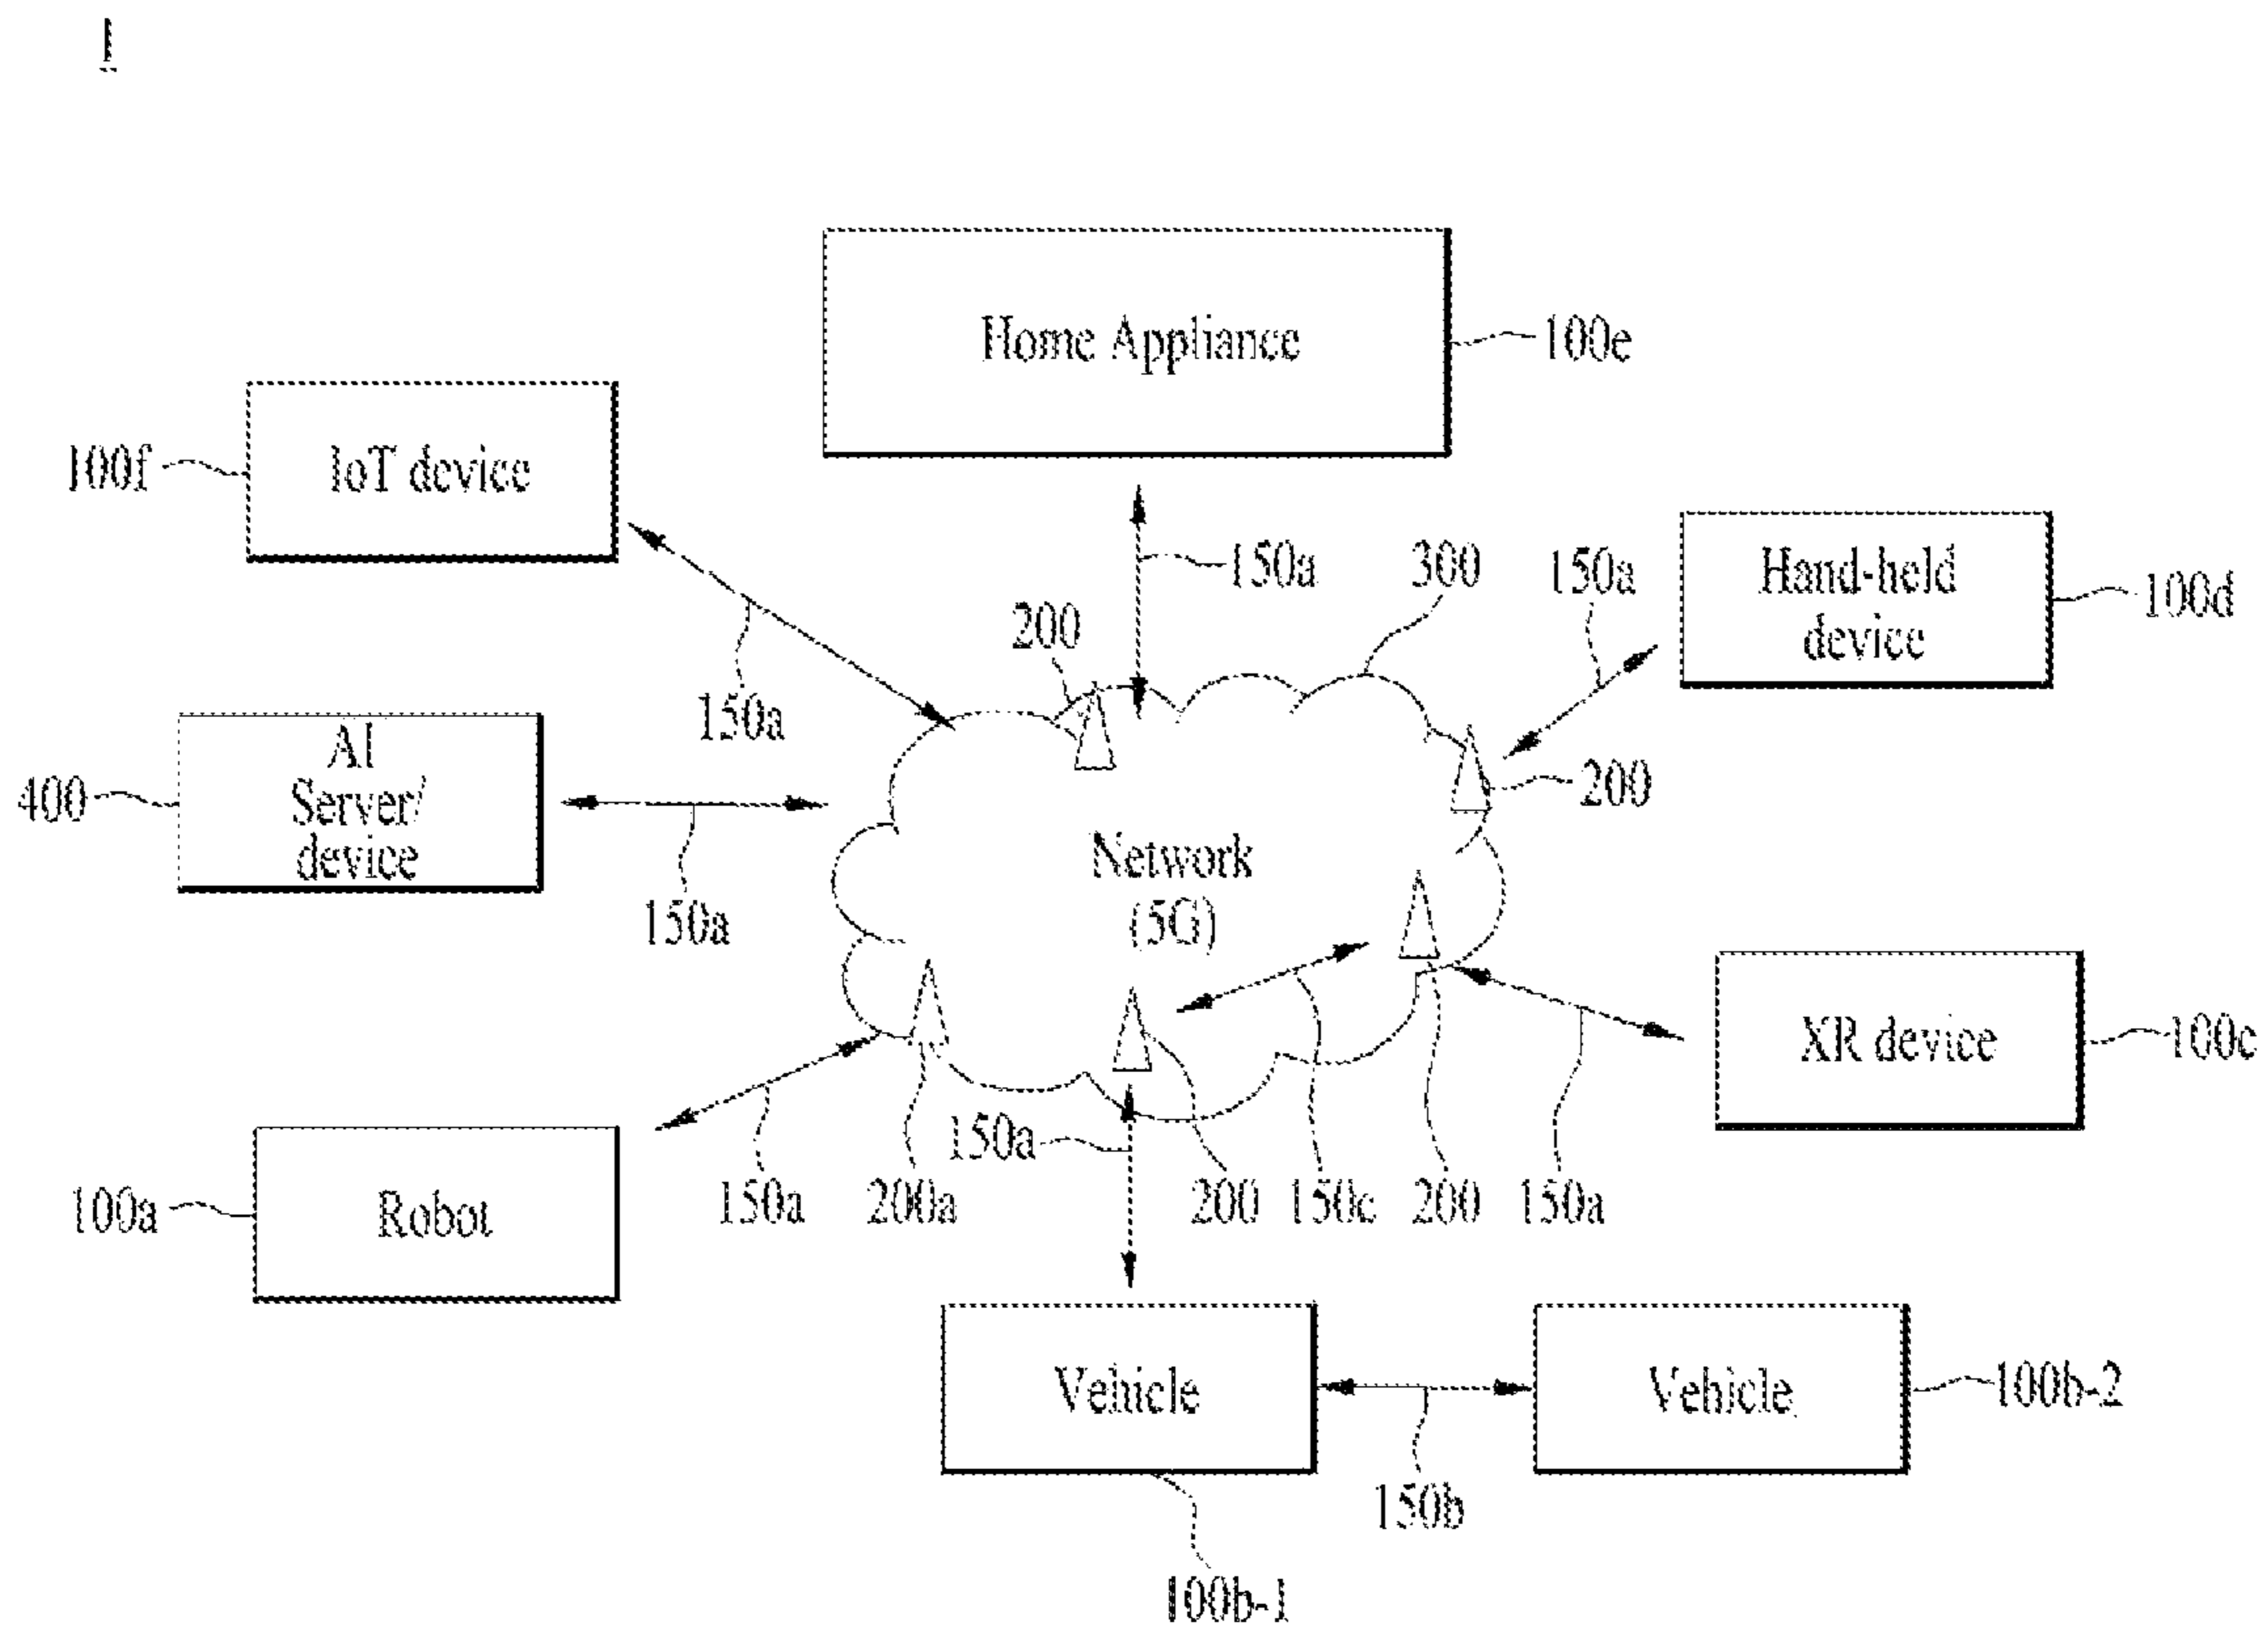 1
Home Appliance
100e
100f
IoT device
150a
300
150a
Hand-held
device
100d
200
150a
AI
Server/
device
400
200
Network
(5G)
150a
XR device
100c
150a
Robot
100a
150a
200a
200
150c
200
150a
Vehicle
Vehicle
100b-2
150b
100b-1